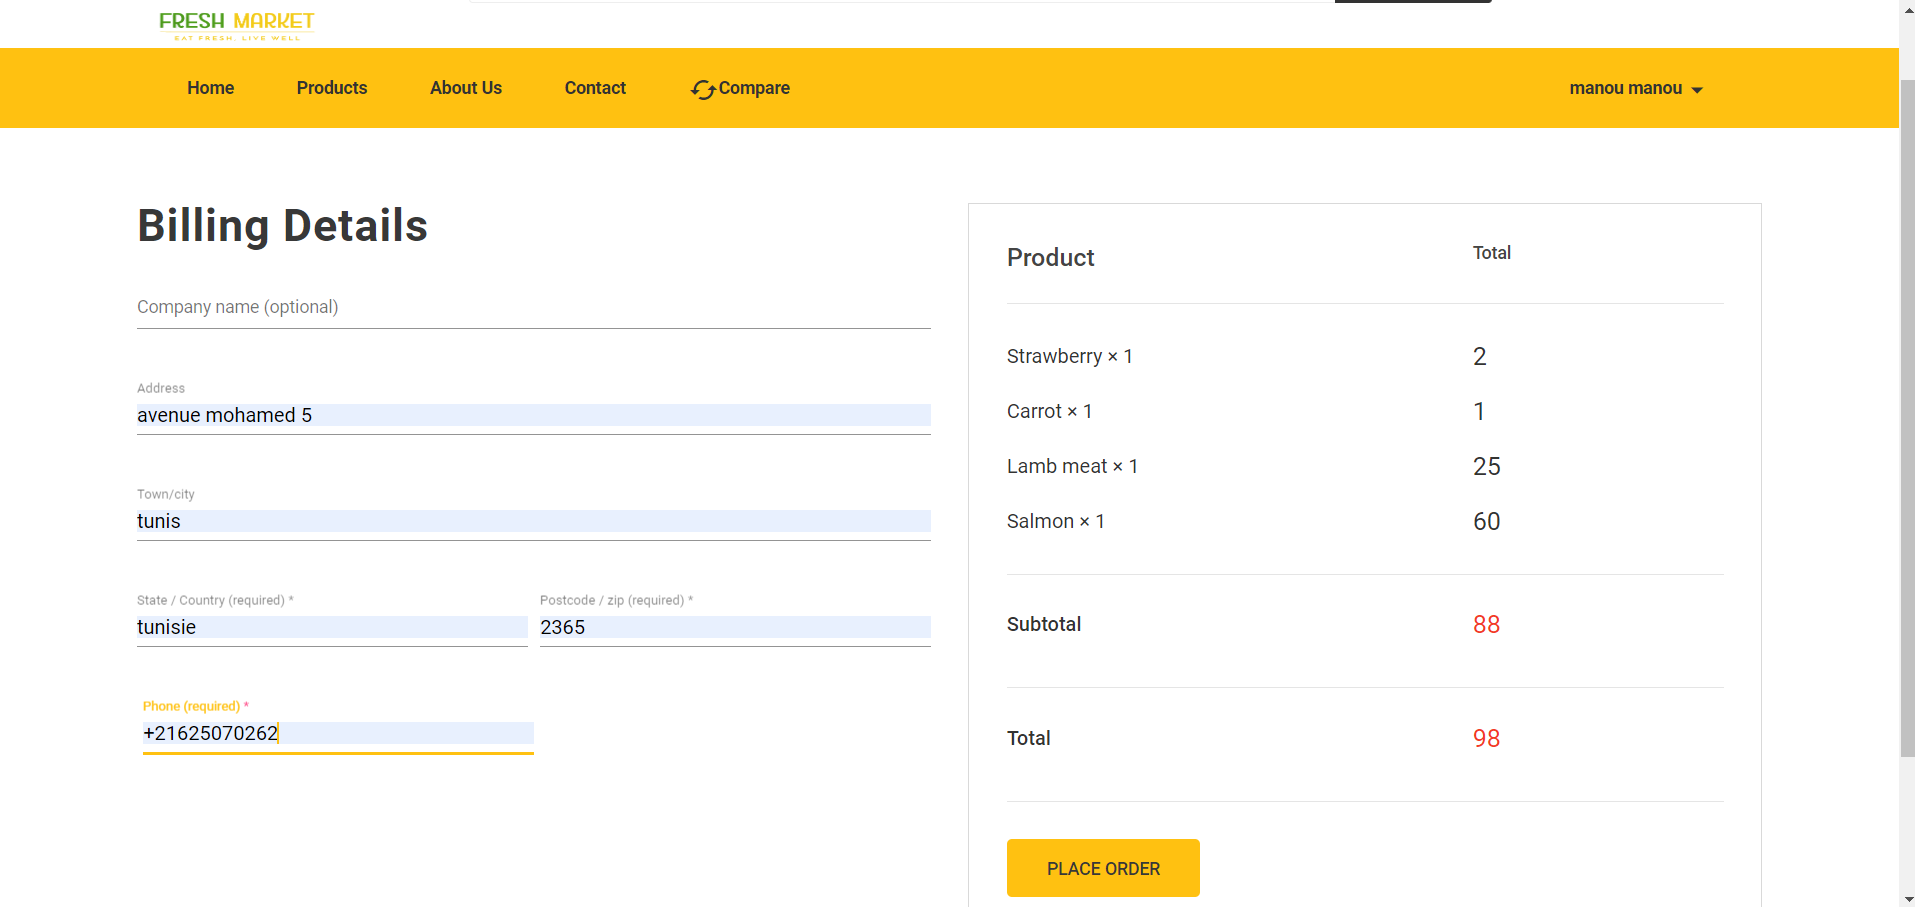 FRESH MARKET
EAT FRESH, LIVE WELL
Home Products About Us Contact Compare manou manou
Billing Details
Company name (optional)
Address
avenue mohamed 5
Town/city
tunis
State / Country (required) * Postcode / zip (required) *
tunisie 2365
Phone (required) *
+21625070262
Product Total
Strawberry × 1 2
Carrot × 1 1
Lamb meat × 1 25
Salmon × 1 60
Subtotal 88
Total 98
PLACE ORDER